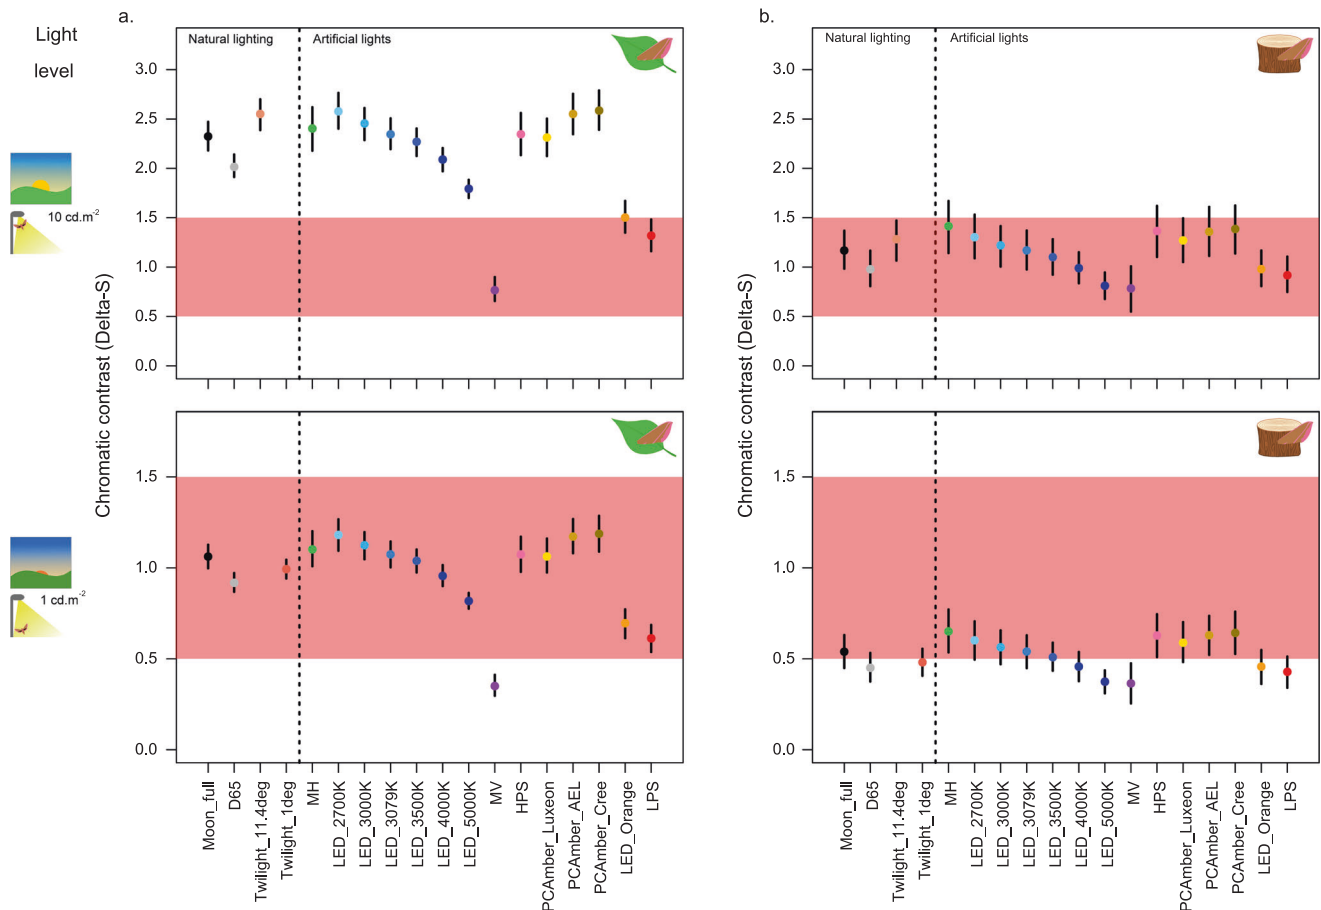 Light
level
a.
Natural lighting
Artificial lights
3.0
2.5
2.0
1.5
1.0
0.5
0.0
10 cd.m-2
Chromatic contrast (Delta-S)
1.5
1.0
0.5
0.0
1 cd.m-2
Moon_full
D65
Twilight_11.4deg
Twilight_1deg
MH
LED_2700K
LED_3000K
LED_3079K
LED_3500K
LED_4000K
LED_5000K
MV
HPS
PCAmber_Luxeon
PCAmber_AEL
PCAmber_Cree
LED_Orange
LPS
b.
Natural lighting
Artificial lights
3.0
2.5
2.0
1.5
1.0
0.5
0.0
Chromatic contrast (Delta-S)
1.5
1.0
0.5
0.0
Moon_full
D65
Twilight_11.4deg
Twilight_1deg
MH
LED_2700K
LED_3000K
LED_3079K
LED_3500K
LED_4000K
LED_5000K
MV
HPS
PCAmber_Luxeon
PCAmber_AEL
PCAmber_Cree
LED_Orange
LPS